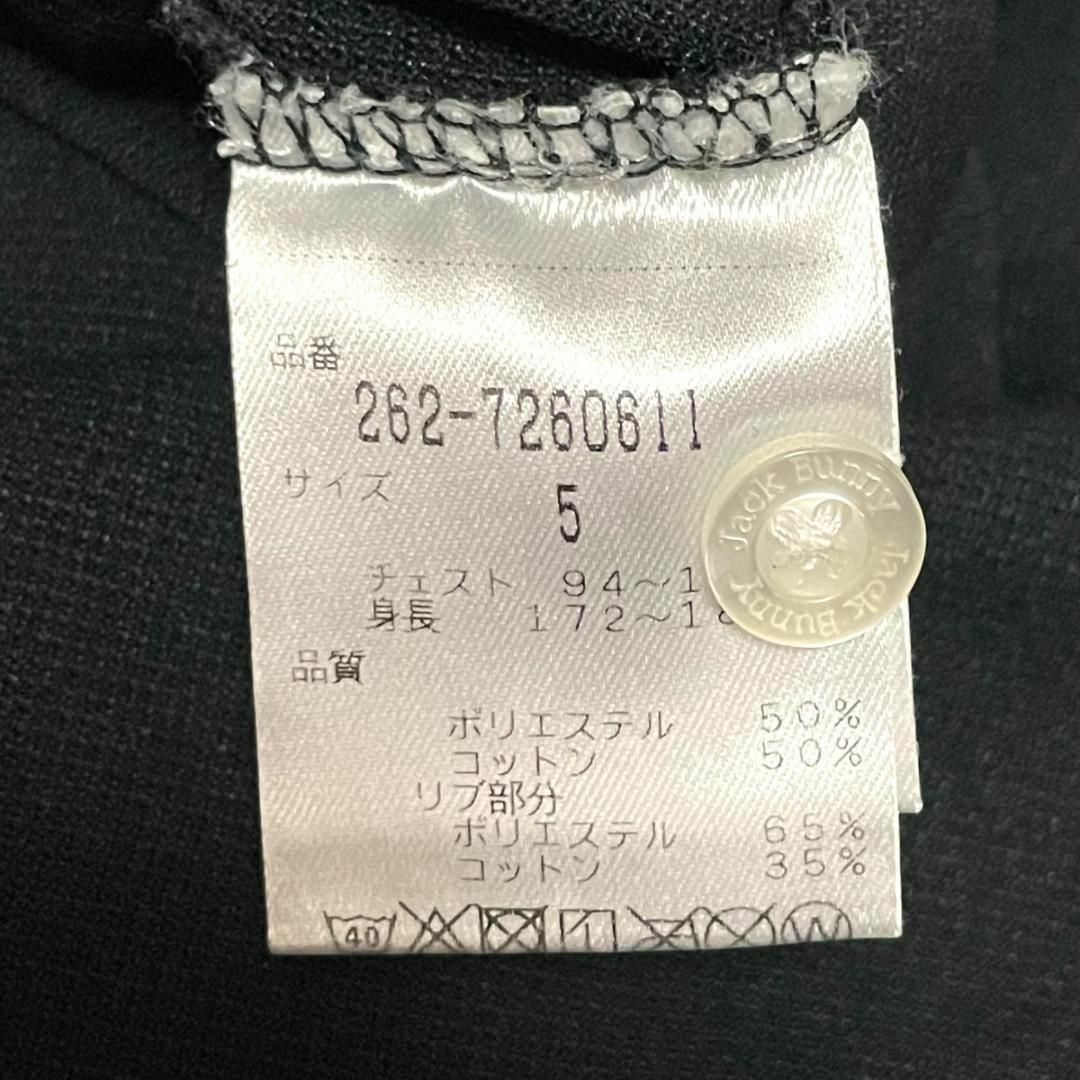 品番
262-7260611
サイズ 5
チェスト 94~1
身長 172~1
品質
ポリエステル 50%
コットン 50%
リブ部分
ポリエステル 65%
コットン 35%
40
W
Jack Bunny
Jack Bunny